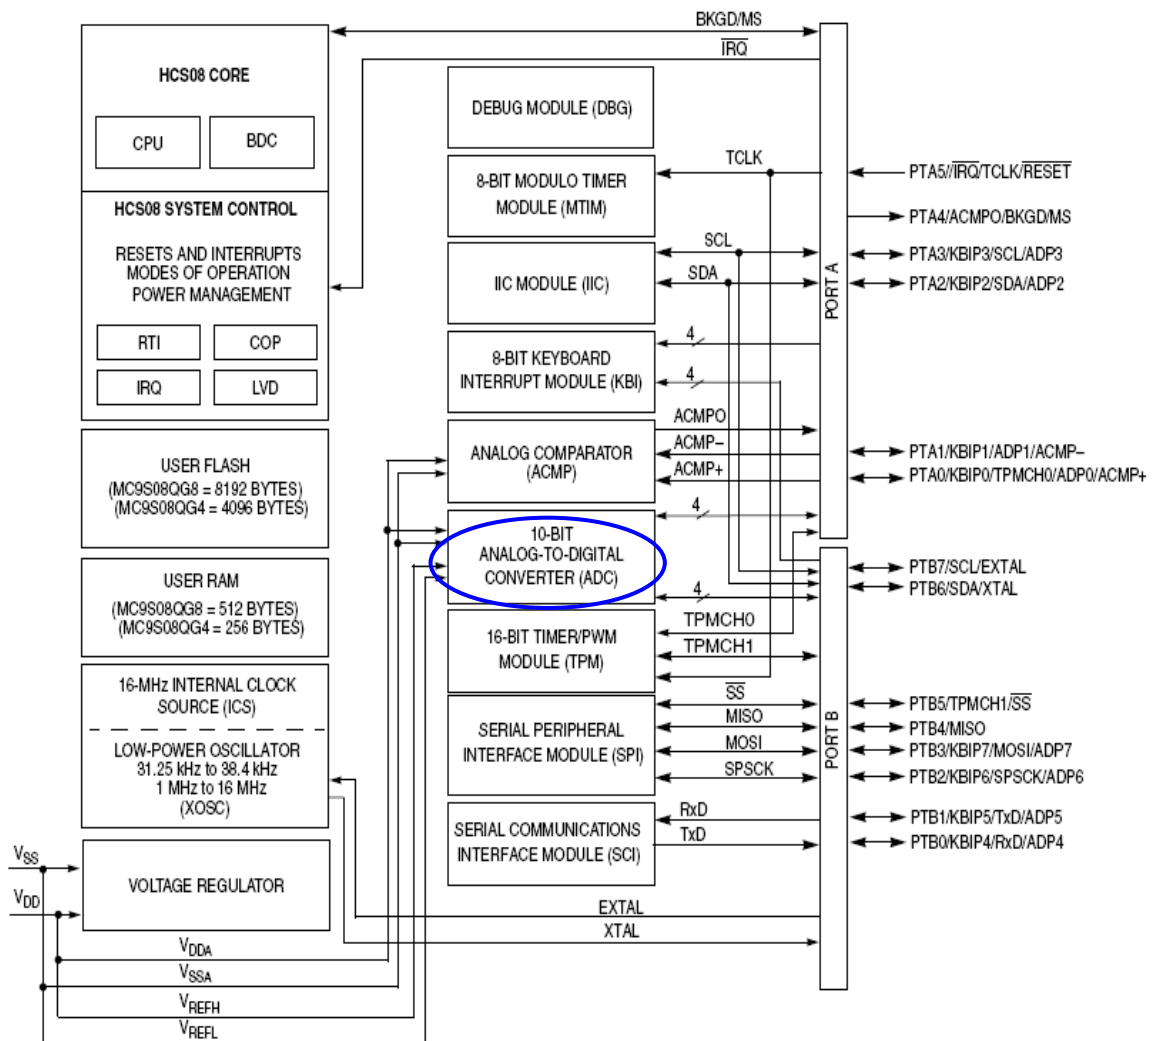 BKGD/MS
IRQ
HCS08 CORE
CPU
BDC
HCS08 SYSTEM CONTROL
RESETS AND INTERRUPTS
MODES OF OPERATION
POWER MANAGEMENT
RTI
COP
IRQ
LVD
USER FLASH
(MC9S08QG8 = 8192 BYTES)
(MC9S08QG4 = 4096 BYTES)
USER RAM
(MC9S08QG8 = 512 BYTES)
(MC9S08QG4 = 256 BYTES)
16-MHz INTERNAL CLOCK
SOURCE (ICS)
LOW-POWER OSCILLATOR
31.25 kHz to 38.4 kHz
1 MHz to 16 MHz
(XOSC)
VSS
VDD
VOLTAGE REGULATOR
VDDA
VSSA
VREFH
VREFL
DEBUG MODULE (DBG)
8-BIT MODULO TIMER
MODULE (MTIM)
TCLK
IIC MODULE (IIC)
SCL
SDA
8-BIT KEYBOARD
INTERRUPT MODULE (KBI)
4
4
ANALOG COMPARATOR
(ACMP)
ACMPO
ACMP–
ACMP+
10-BIT
ANALOG-TO-DIGITAL
CONVERTER (ADC)
4
4
16-BIT TIMER/PWM
MODULE (TPM)
TPMCH0
TPMCH1
SERIAL PERIPHERAL
INTERFACE MODULE (SPI)
SS
MISO
MOSI
SPSCK
SERIAL COMMUNICATIONS
INTERFACE MODULE (SCI)
RxD
TxD
EXTAL
XTAL
PORT A
PTA5//IRQ/TCLK/RESET
PTA4/ACMPO/BKGD/MS
PTA3/KBIP3/SCL/ADP3
PTA2/KBIP2/SDA/ADP2
PTA1/KBIP1/ADP1/ACMP–
PTA0/KBIP0/TPMCH0/ADP0/ACMP+
PORT B
PTB7/SCL/EXTAL
PTB6/SDA/XTAL
PTB5/TPMCH1/SS
PTB4/MISO
PTB3/KBIP7/MOSI/ADP7
PTB2/KBIP6/SPSCK/ADP6
PTB1/KBIP5/TxD/ADP5
PTB0/KBIP4/RxD/ADP4